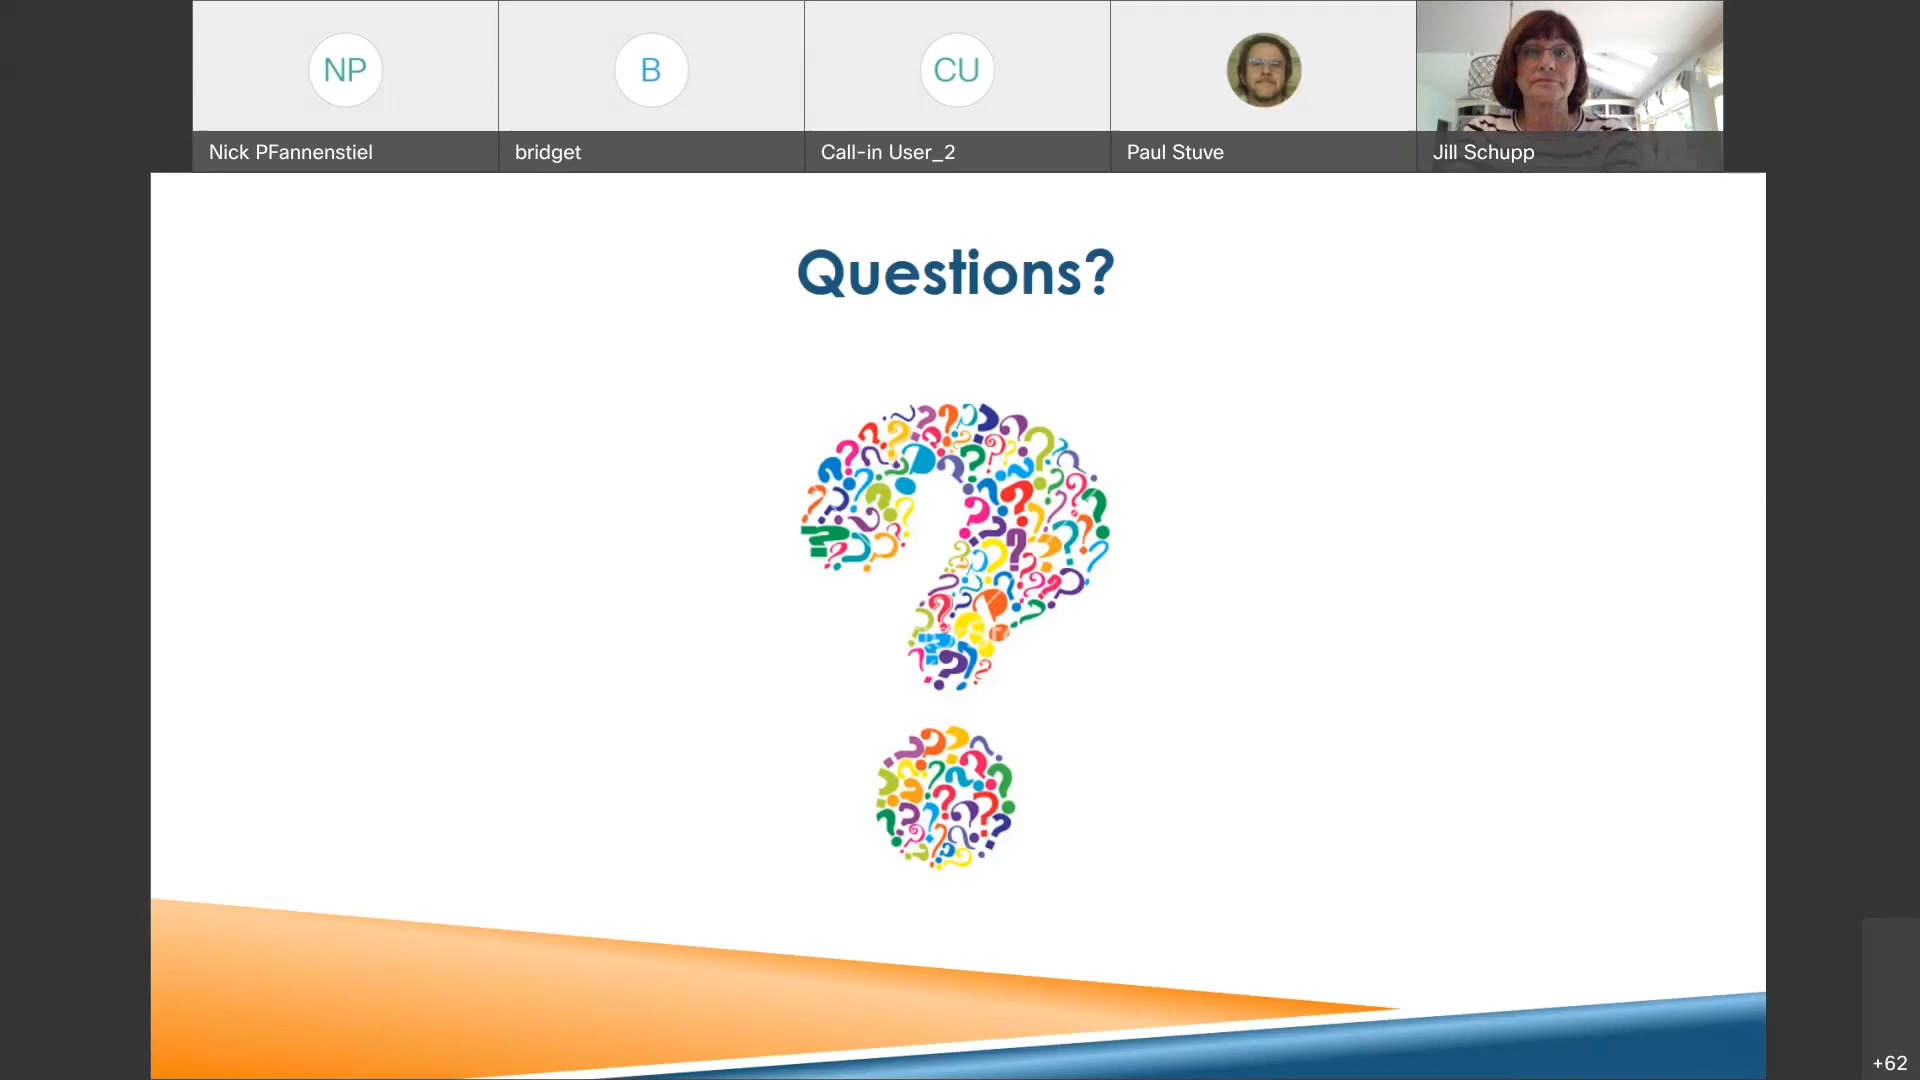 NP
B
CU
Nick PFannenstiel
bridget
Call-in User_2
Paul Stuve
Jill Schupp
Questions?
+62